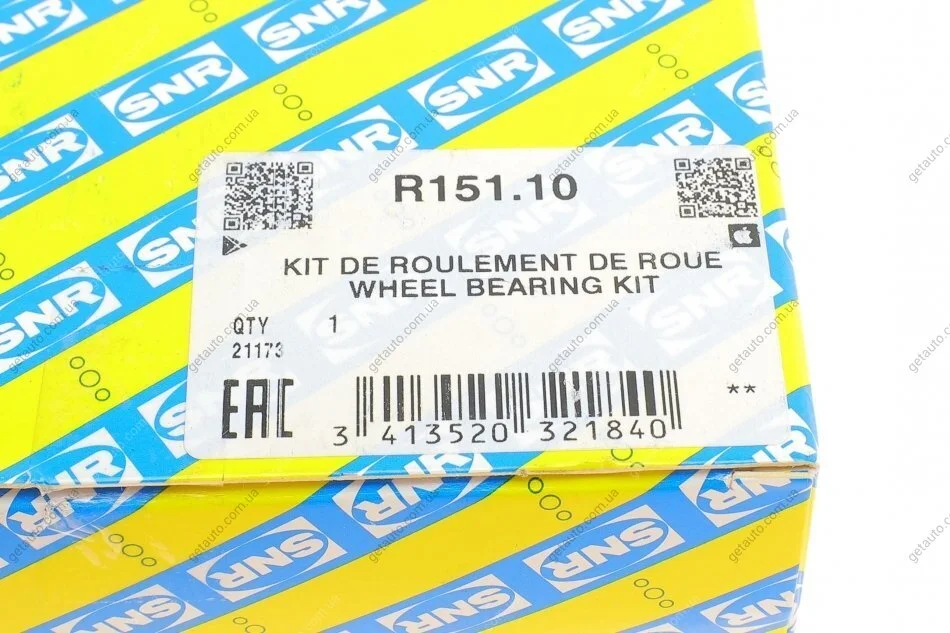 SNR
R151.10
KIT DE ROULEMENT DE ROUE
WHEEL BEARING KIT
QTY 1
21173
EAC
3 413520 321840
**
getauto.com.ua